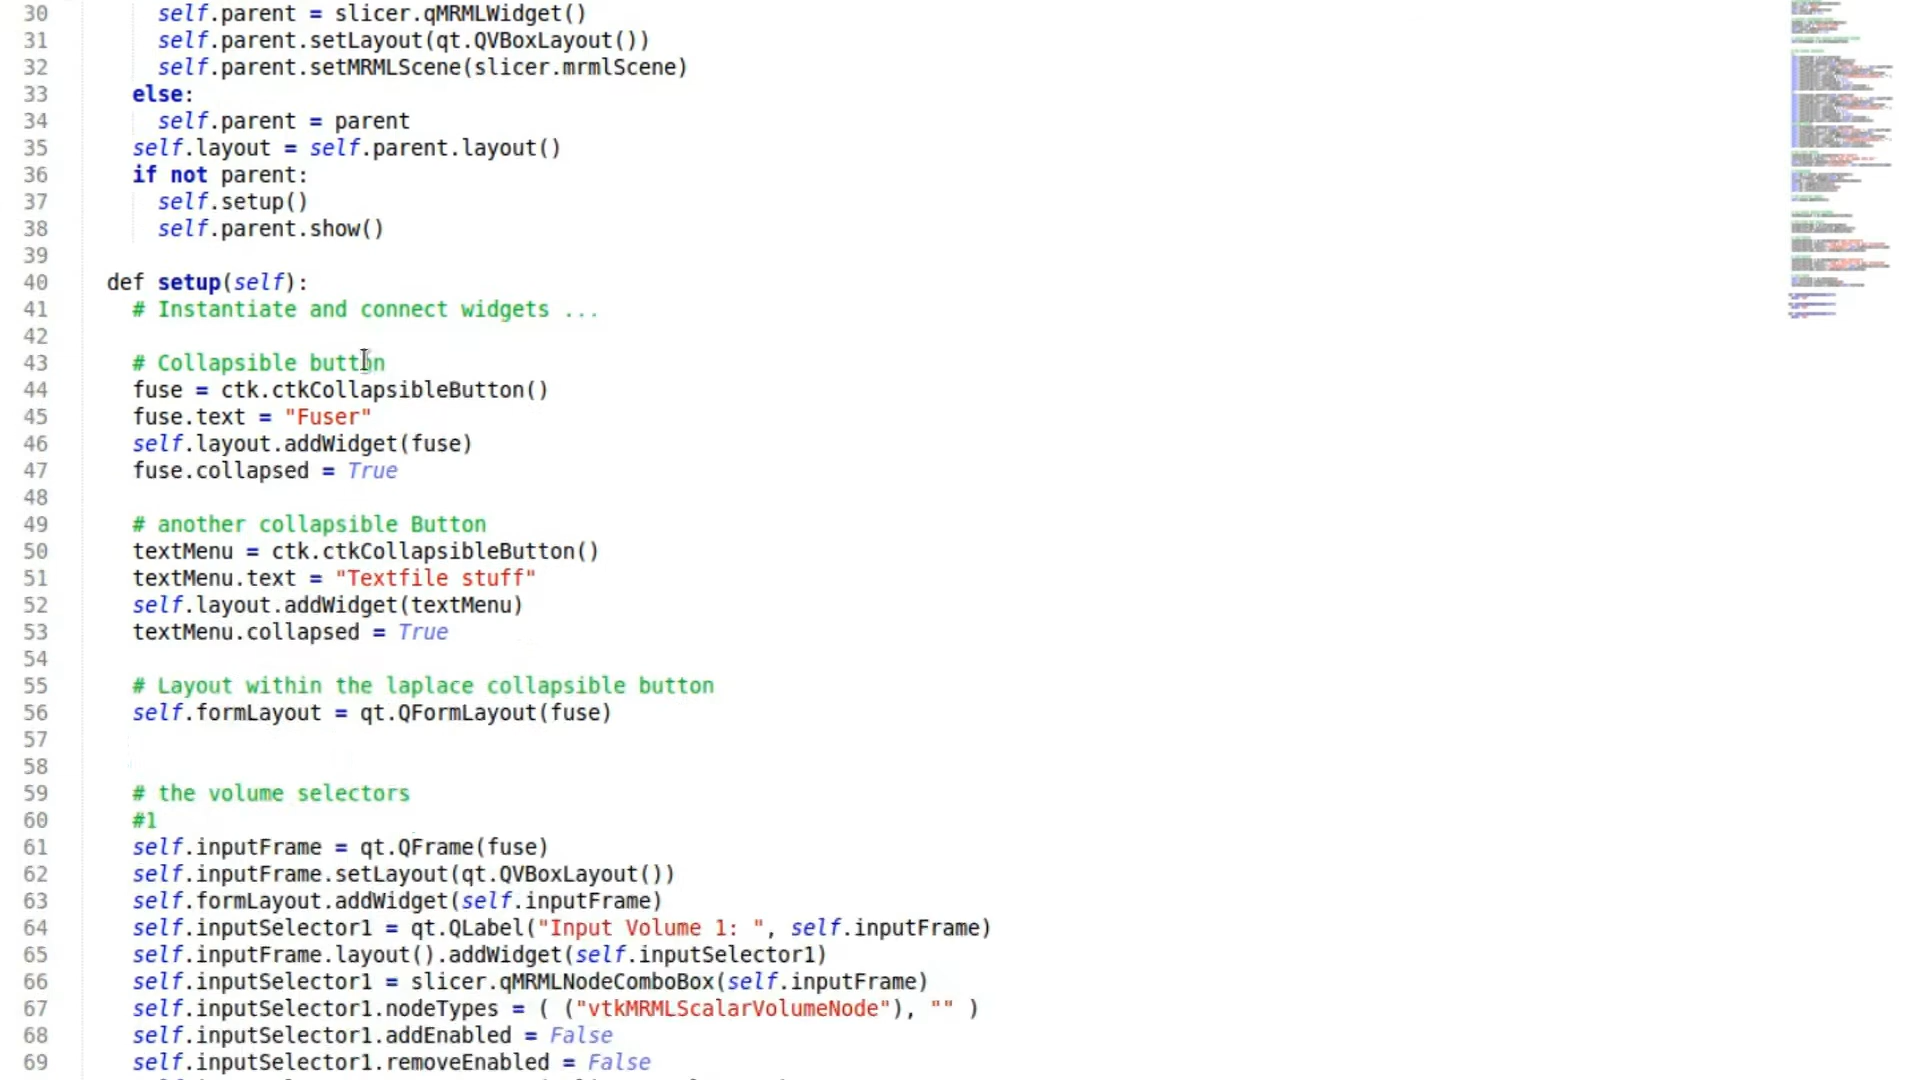 30 self.parent = slicer.qMRMLWidget()
31 self.parent.setLayout(qt.QVBoxLayout())
32 self.parent.setMRMLScene(slicer.mrmlScene)
33 else:
34 self.parent = parent
35 self.layout = self.parent.layout()
36 if not parent:
37 self.setup()
38 self.parent.show()
39
40 def setup(self):
41 # Instantiate and connect widgets ...
42
43 # Collapsible button
44 fuse = ctk.ctkCollapsibleButton()
45 fuse.text = "Fuser"
46 self.layout.addWidget(fuse)
47 fuse.collapsed = True
48
49 # another collapsible Button
50 textMenu = ctk.ctkCollapsibleButton()
51 textMenu.text = "Textfile stuff"
52 self.layout.addWidget(textMenu)
53 textMenu.collapsed = True
54
55 # Layout within the laplace collapsible button
56 self.formLayout = qt.QFormLayout(fuse)
57
58
59 # the volume selectors
60 #1
61 self.inputFrame = qt.QFrame(fuse)
62 self.inputFrame.setLayout(qt.QVBoxLayout())
63 self.formLayout.addWidget(self.inputFrame)
64 self.inputSelector1 = qt.QLabel("Input Volume 1: ", self.inputFrame)
65 self.inputFrame.layout().addWidget(self.inputSelector1)
66 self.inputSelector1 = slicer.qMRMLNodeComboBox(self.inputFrame)
67 self.inputSelector1.nodeTypes = ( ("vtkMRMLScalarVolumeNode"), "" )
68 self.inputSelector1.addEnabled = False
69 self.inputSelector1.removeEnabled = False